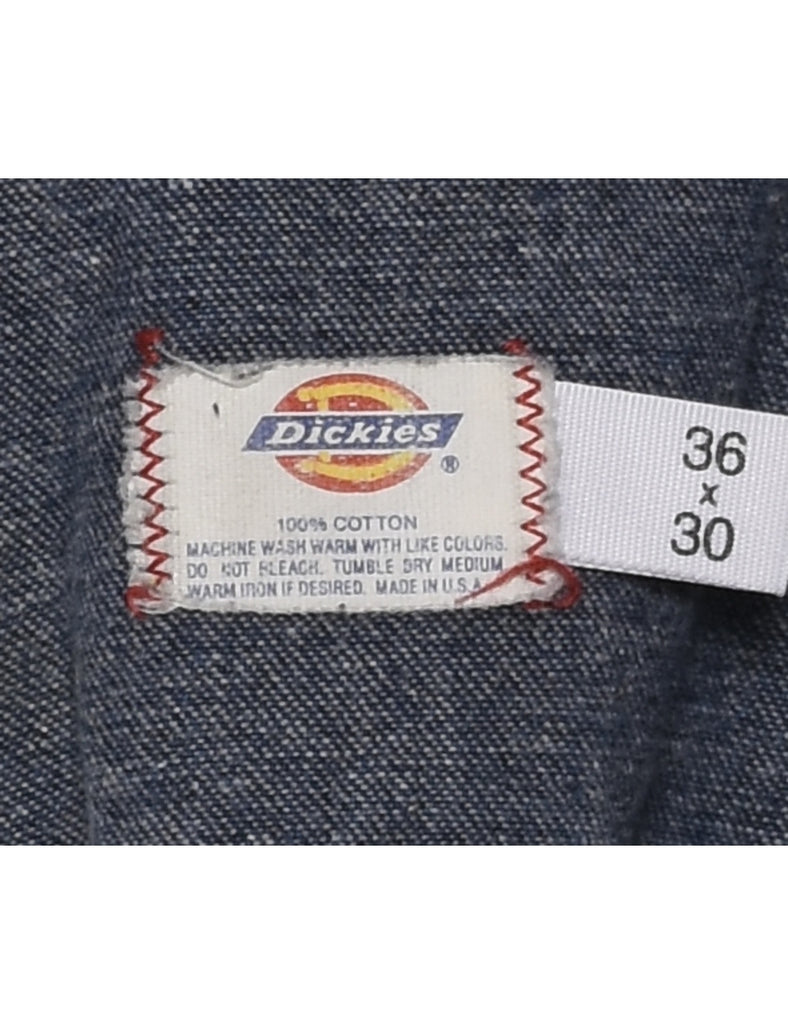 Dickies
®
100% COTTON
MACHINE WASH WARM WITH LIKE COLORS.
DO NOT BLEACH. TUMBLE DRY MEDIUM
WARM IRON IF DESIRED. MADE IN U.S.A.
36
x
30